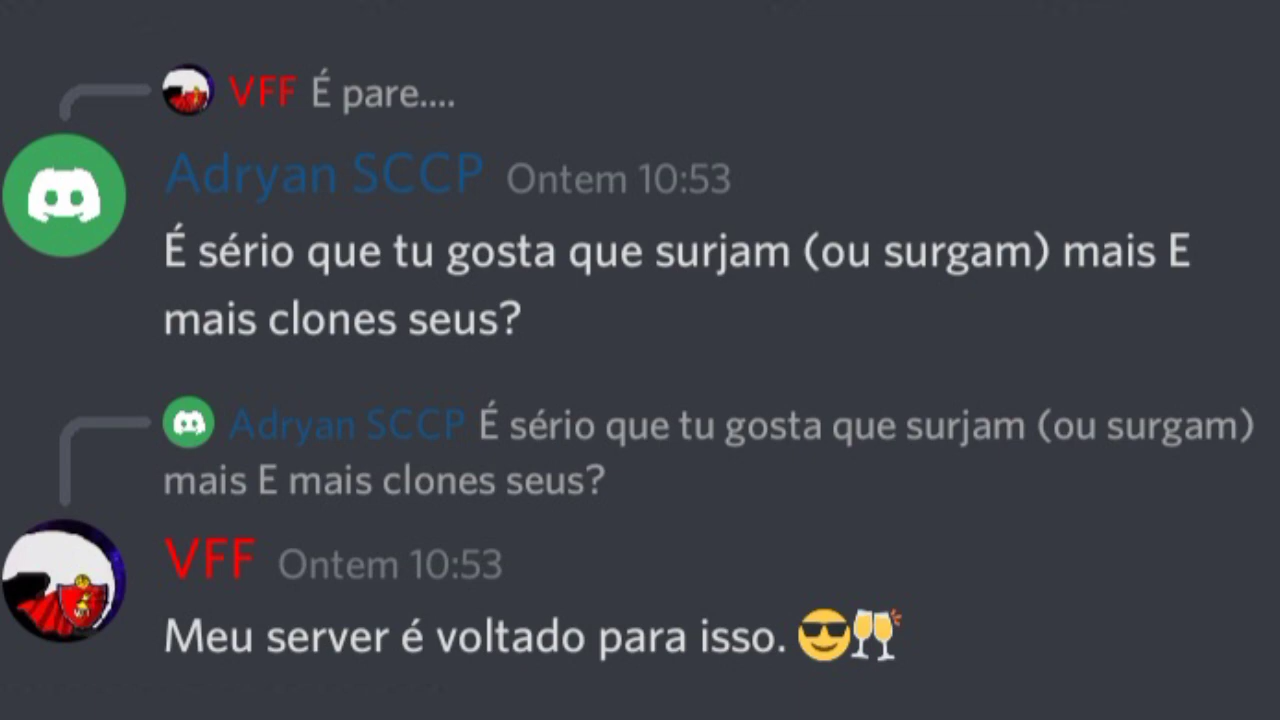 VFF É pare....
Adryan SCCP Ontem 10:53
É sério que tu gosta que surjam (ou surgam) mais E
mais clones seus?
Adryan SCCP É sério que tu gosta que surjam (ou surgam)
mais E mais clones seus?
VFF Ontem 10:53
Meu server é voltado para isso. 😎🥂